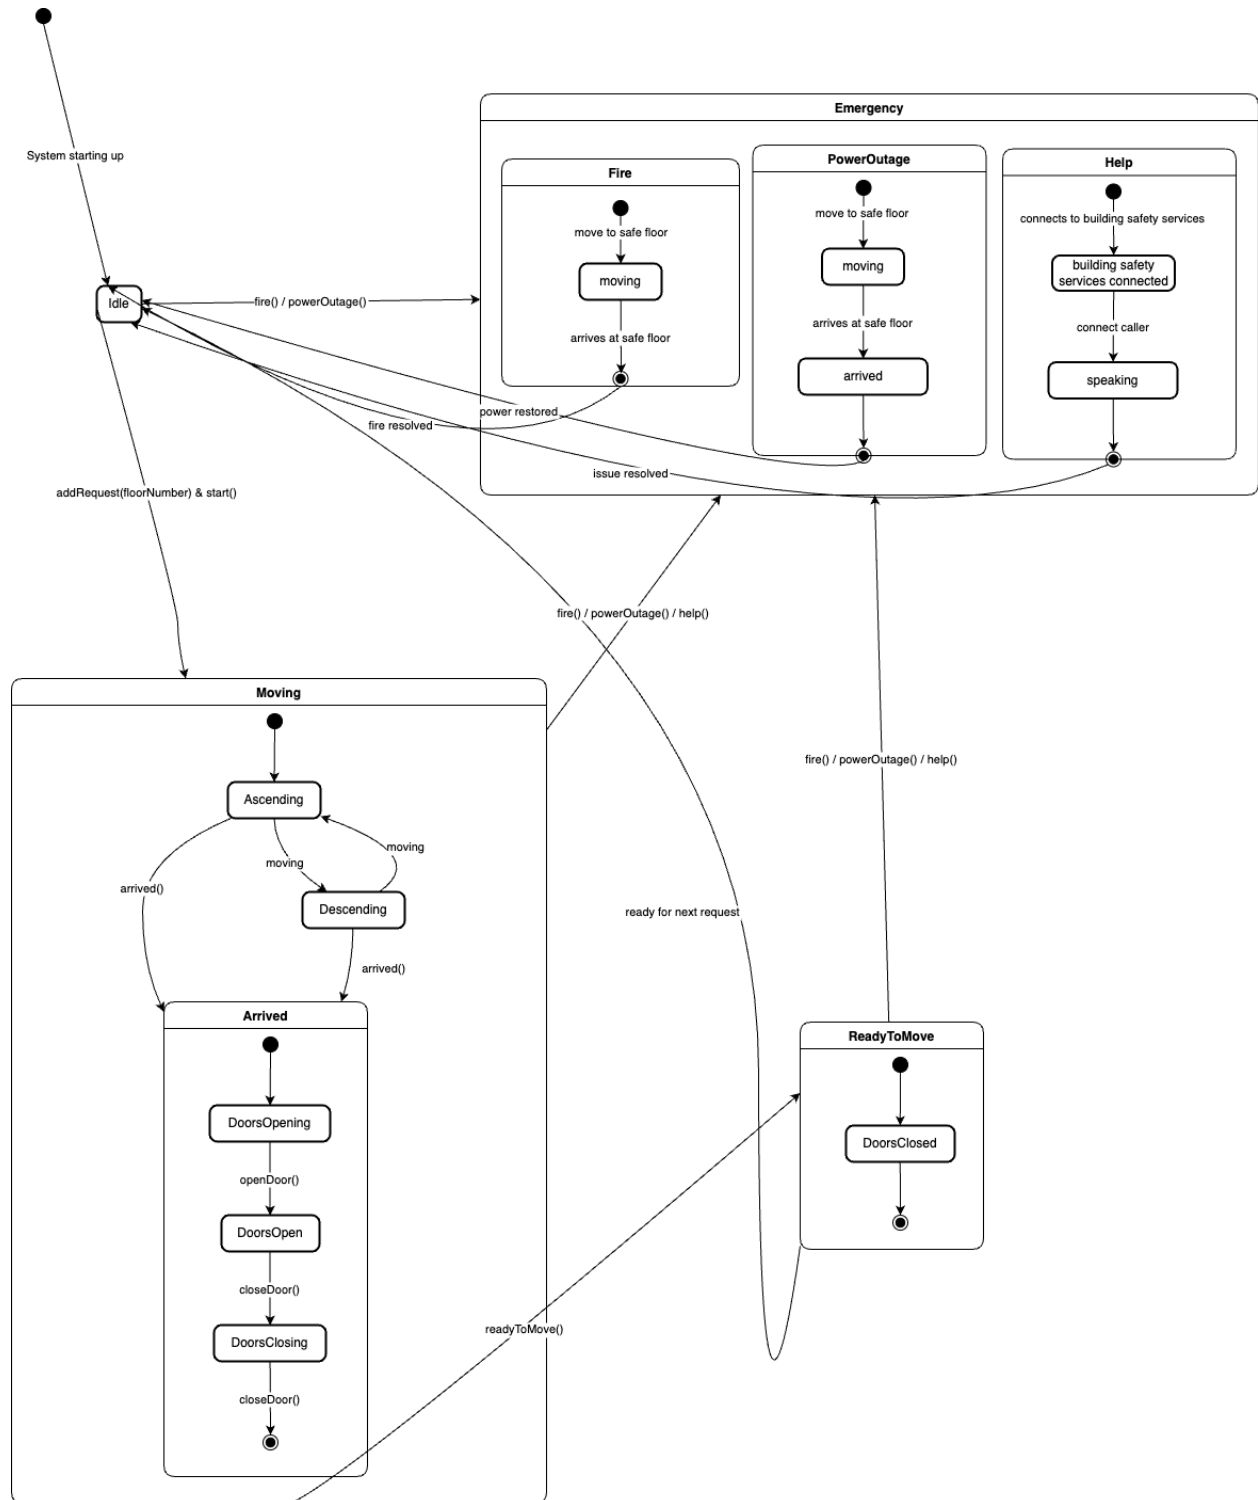 System starting up
Emergency
Fire
move to safe floor
moving
arrives at safe floor
PowerOutage
move to safe floor
moving
arrives at safe floor
arrived
Help
connects to building safety services
building safety
services connected
connect caller
speaking
Idle
fire() / powerOutage()
power restored
fire resolved
issue resolved
addRequest(floorNumber) & start()
fire() / powerOutage() / help()
Moving
Ascending
moving
moving
arrived()
Descending
arrived()
fire() / powerOutage() / help()
ready for next request
Arrived
DoorsOpening
openDoor()
DoorsOpen
closeDoor()
DoorsClosing
closeDoor()
ReadyToMove
DoorsClosed
readyToMove()